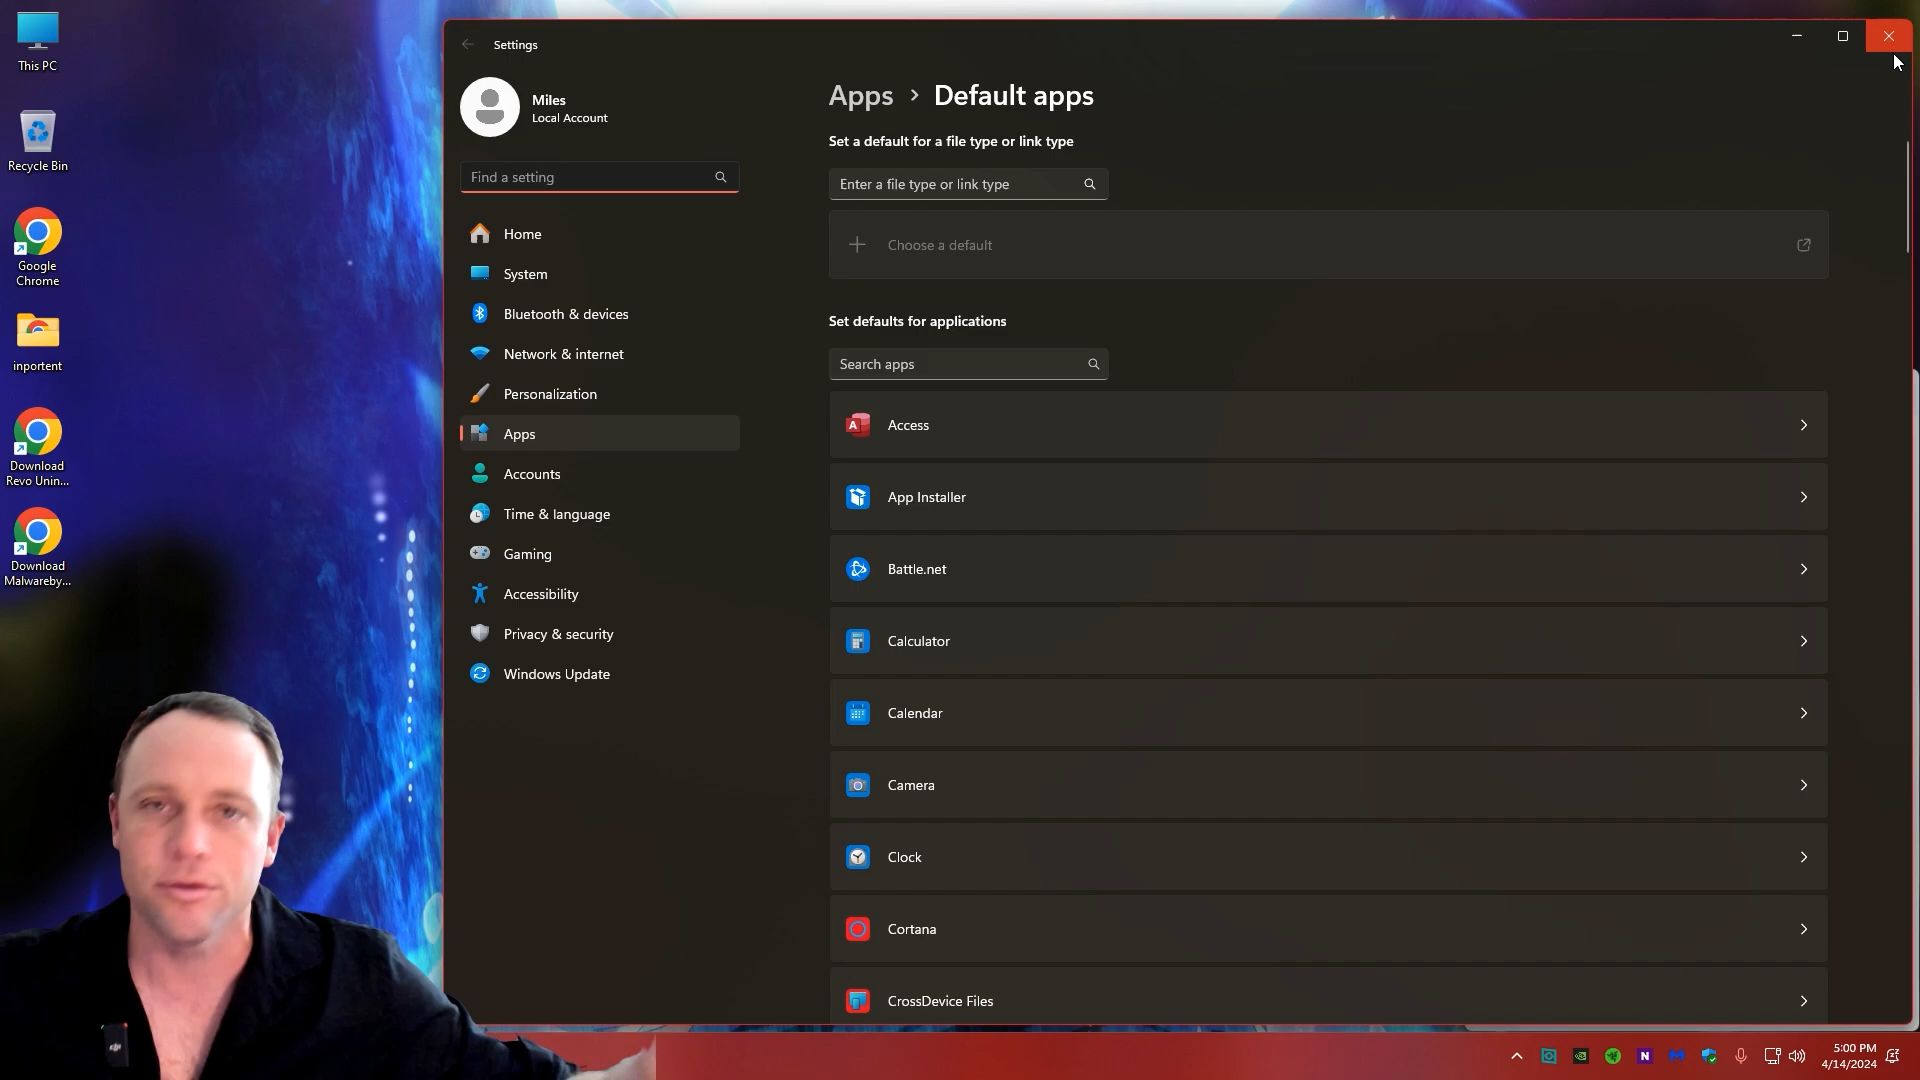 This PC
Recycle Bin
Google
Chrome
inportent
Download
Revo Unin...
Download
Malwareby...
Settings
Miles
Local Account
Find a setting
Home
System
Bluetooth & devices
Network & internet
Personalization
Apps
Accounts
Time & language
Gaming
Accessibility
Privacy & security
Windows Update
Apps > Default apps
Set a default for a file type or link type
Enter a file type or link type
Choose a default
Set defaults for applications
Search apps
A Access
App Installer
Battle.net
Calculator
Calendar
Camera
Clock
Cortana
CrossDevice Files
dji
N
5:00 PM
4/14/2024